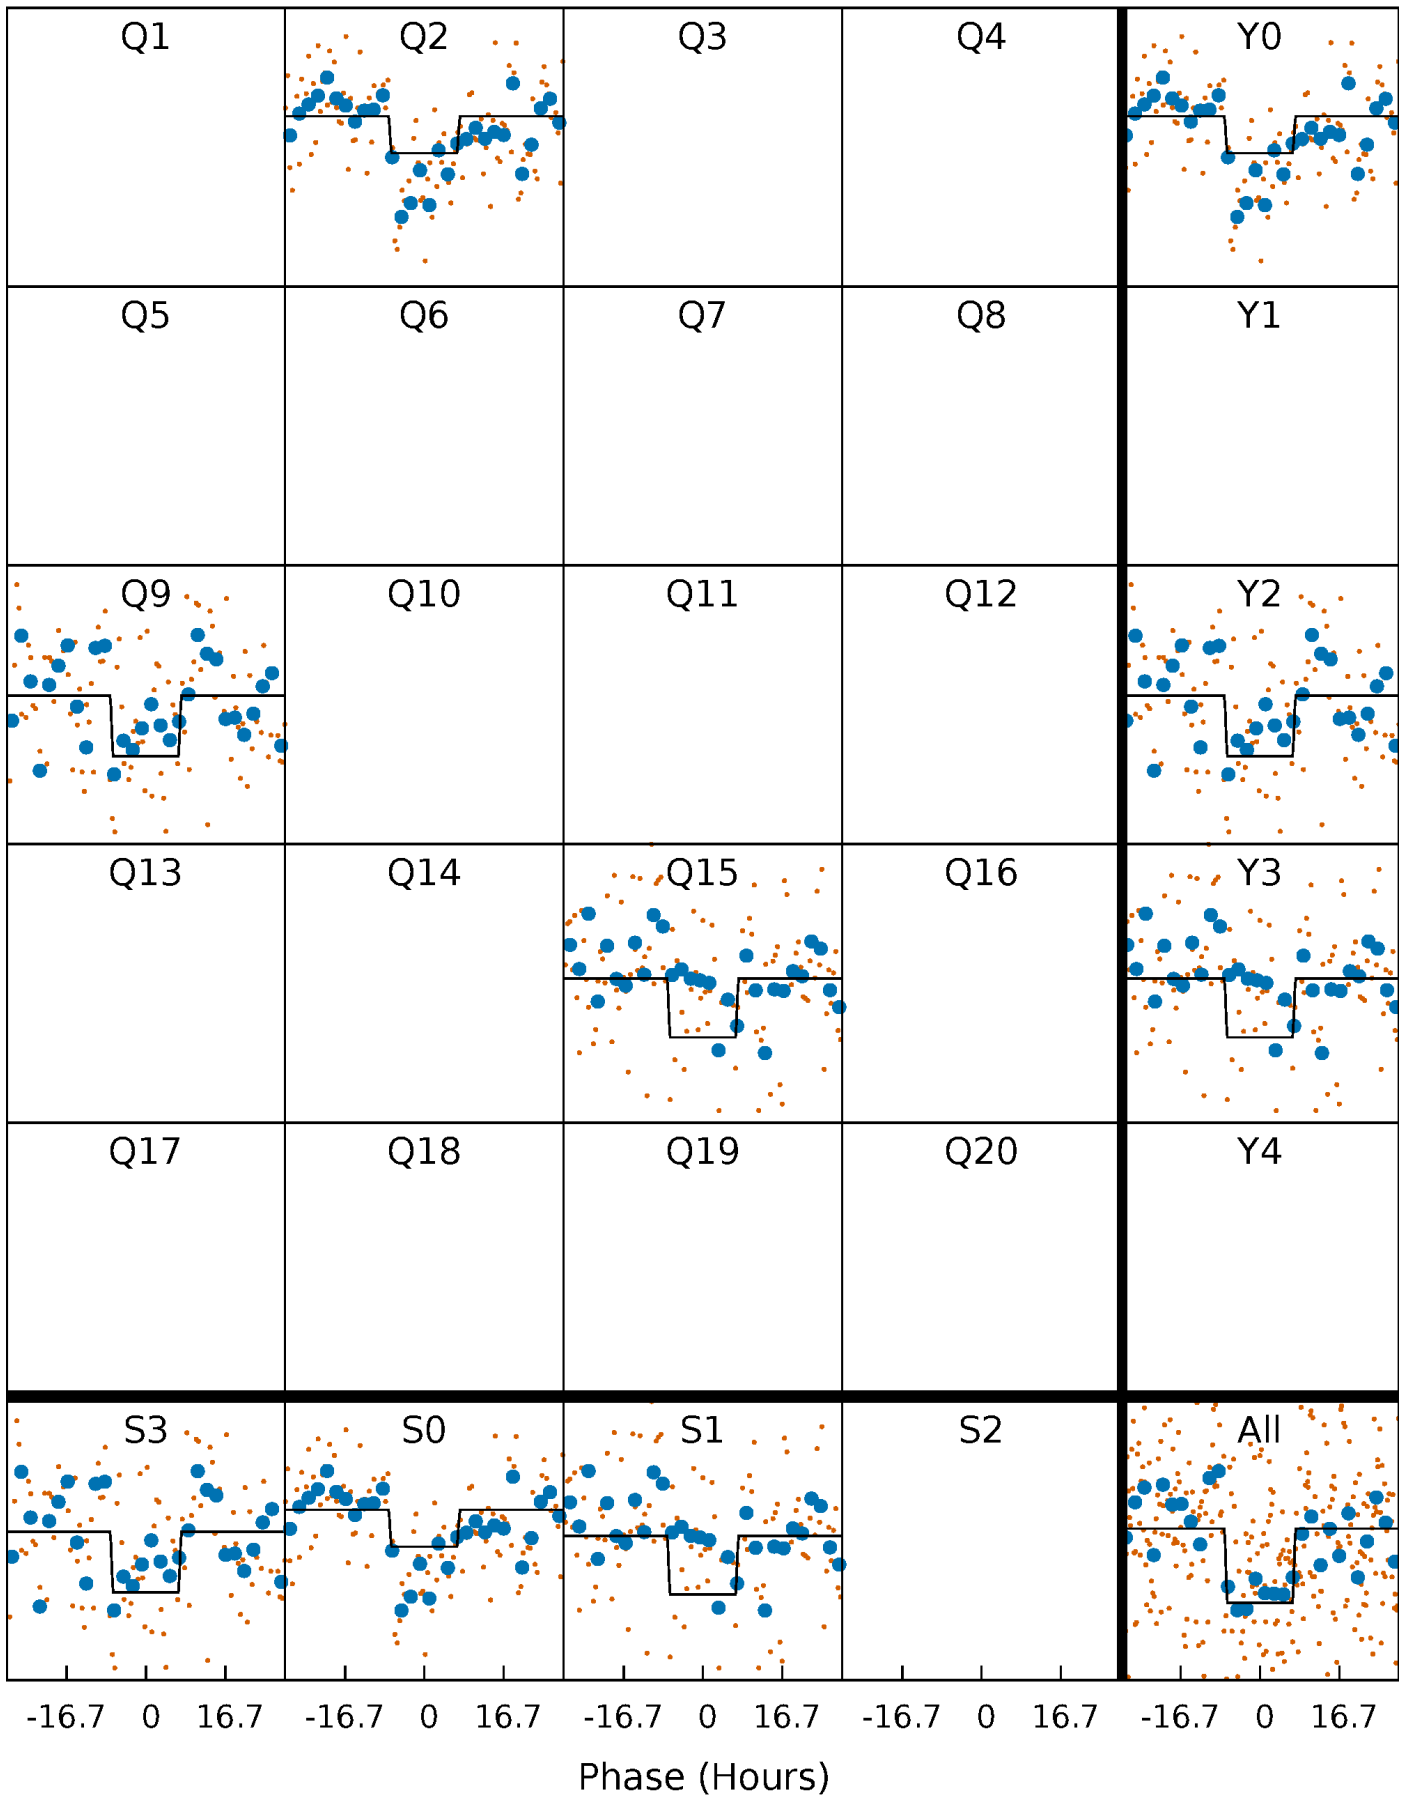 Q1 Q2 Q3 Q4 Y0
Q5 Q6 Q7 Q8 Y1
Q9 Q10 Q11 Q12 Y2
Q13 Q14 Q15 Q16 Y3
Q17 Q18 Q19 Q20 Y4
S3 S0 S1 S2 All
-16.7 0 16.7 -16.7 0 16.7 -16.7 0 16.7 -16.7 0 16.7 -16.7 0 16.7
Phase (Hours)